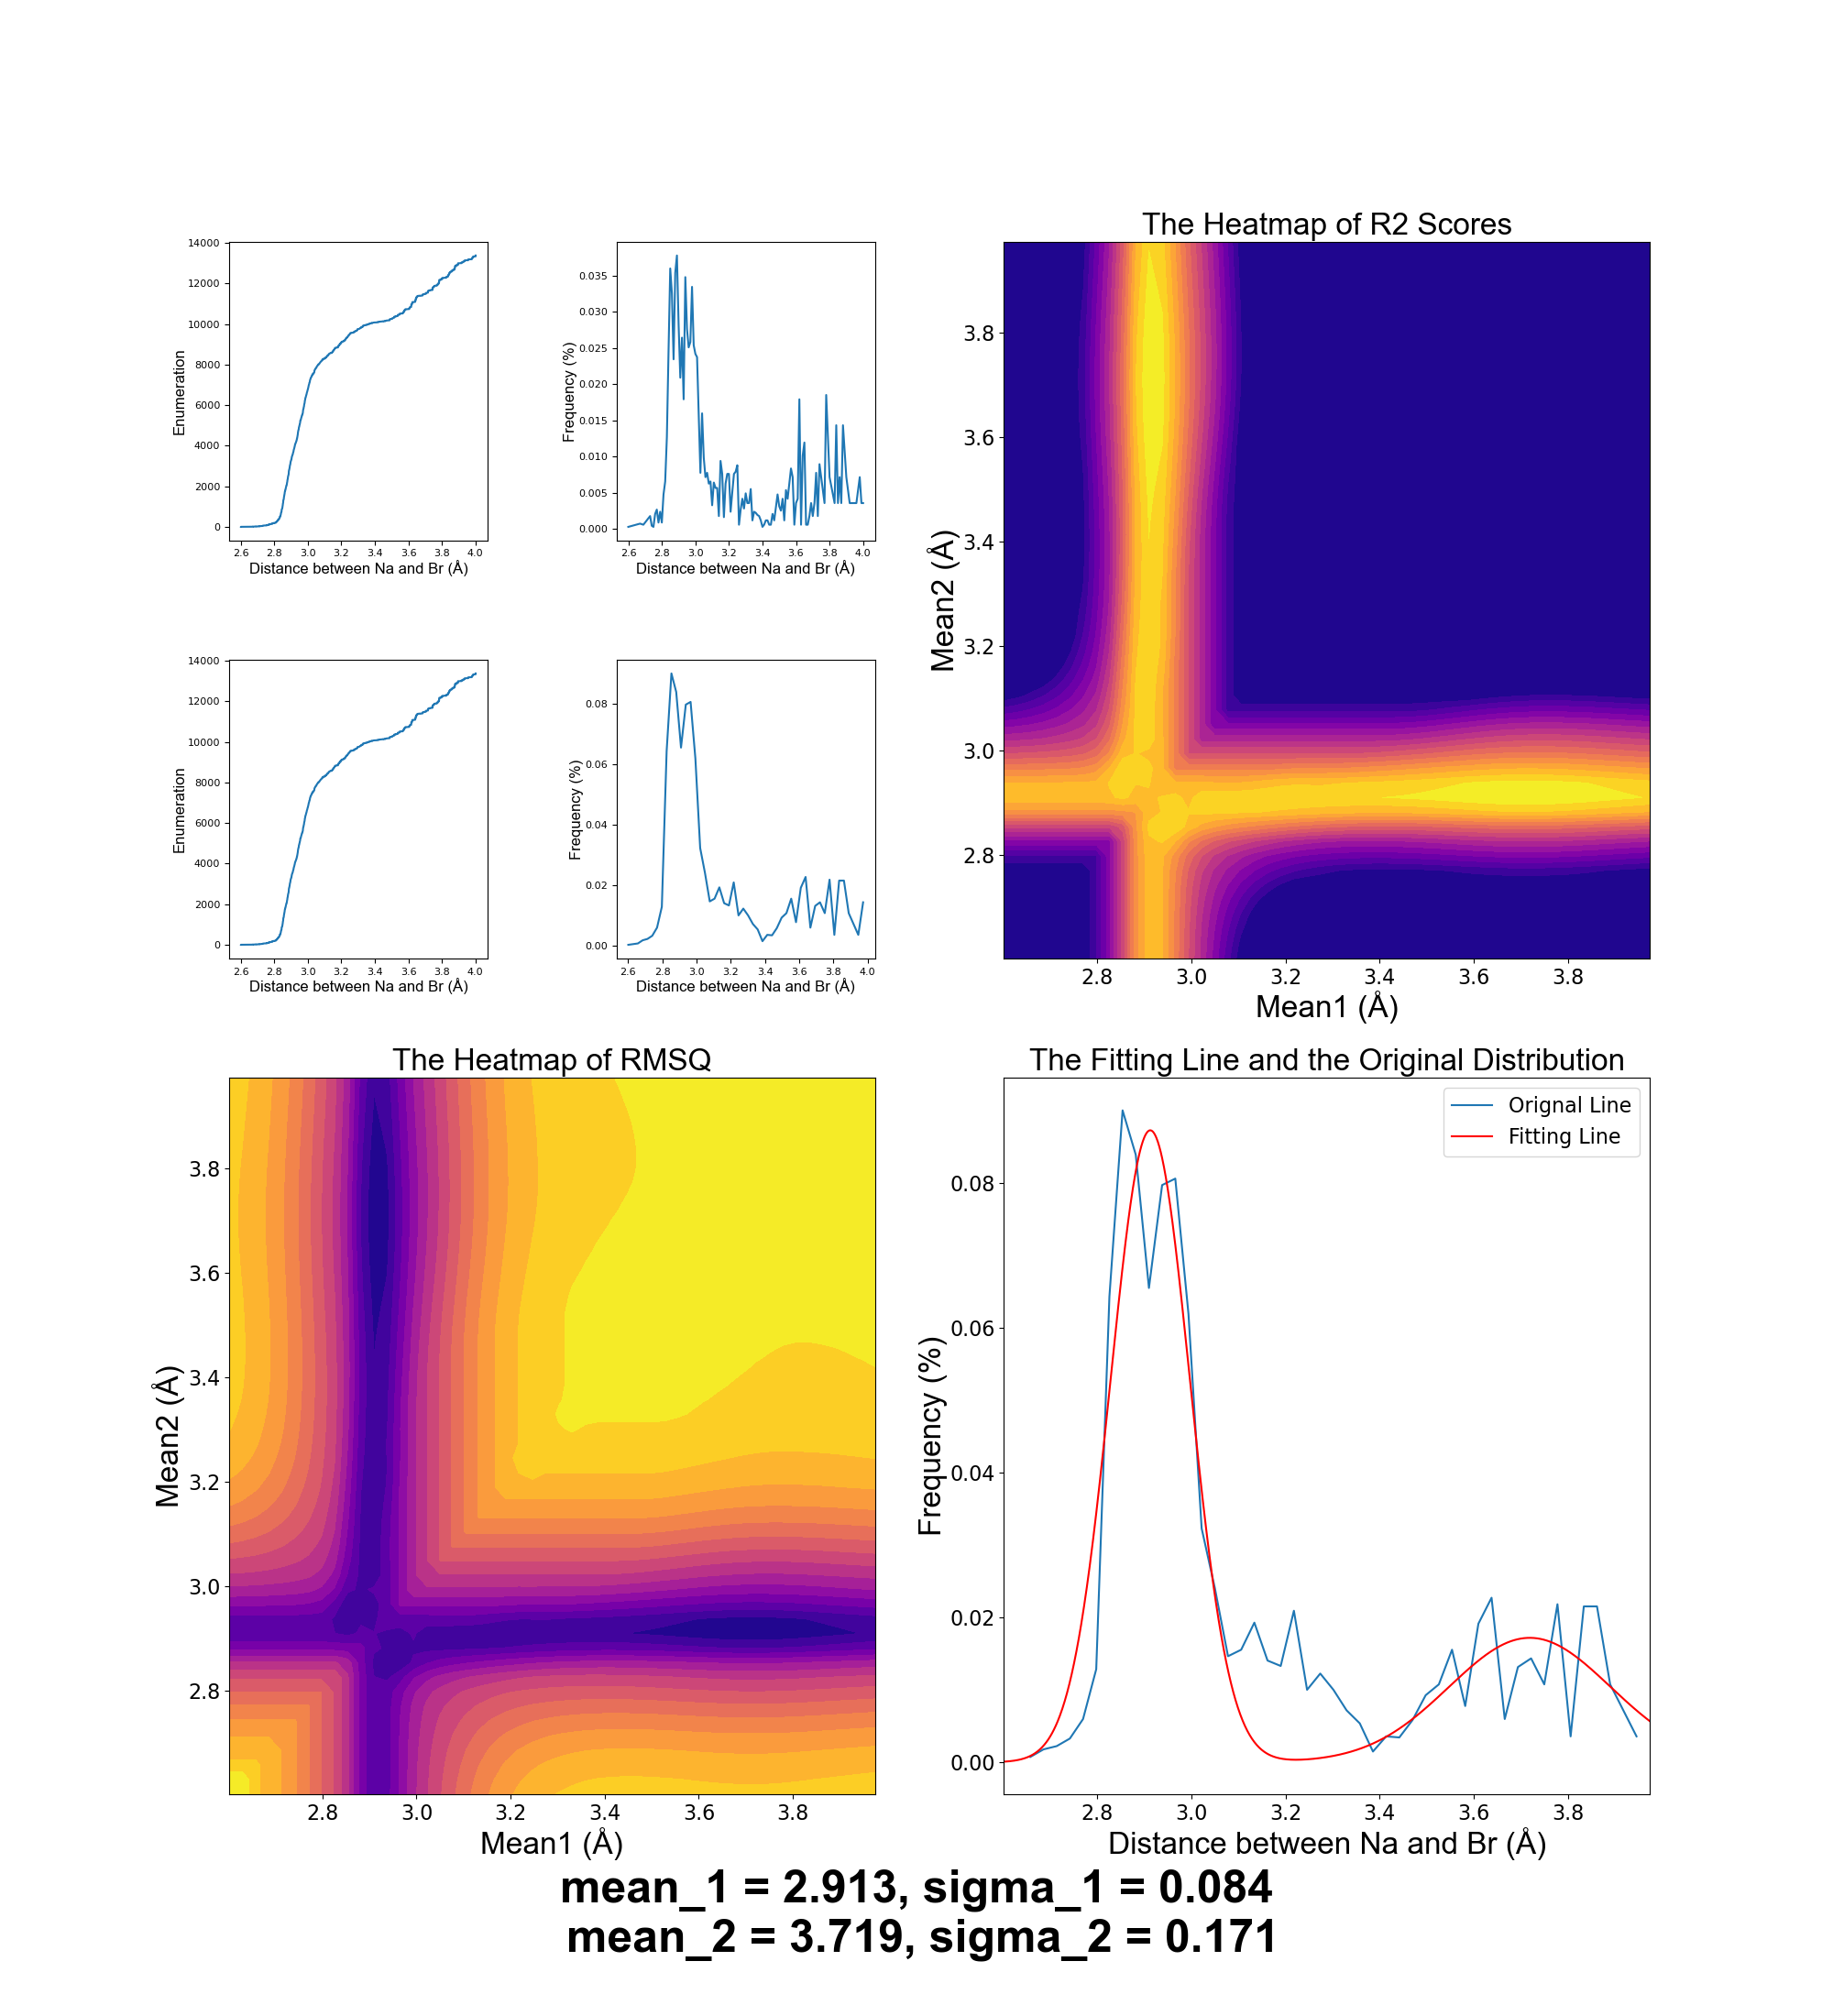 14000
12000
10000
8000
6000
4000
2000
0
Enumeration
2.6 2.8 3.0 3.2 3.4 3.6 3.8 4.0
Distance between Na and Br (Å)
0.035
0.030
0.025
0.020
0.015
0.010
0.005
0.000
Frequency (%)
2.6 2.8 3.0 3.2 3.4 3.6 3.8 4.0
Distance between Na and Br (Å)
The Heatmap of R2 Scores
3.8
3.6
3.4
3.2
3.0
2.8
Mean2 (Å)
2.8 3.0 3.2 3.4 3.6 3.8
Mean1 (Å)
14000
12000
10000
8000
6000
4000
2000
0
Enumeration
2.6 2.8 3.0 3.2 3.4 3.6 3.8 4.0
Distance between Na and Br (Å)
0.08
0.06
0.04
0.02
0.00
Frequency (%)
2.6 2.8 3.0 3.2 3.4 3.6 3.8 4.0
Distance between Na and Br (Å)
The Heatmap of RMSQ
3.8
3.6
3.4
3.2
3.0
2.8
Mean2 (Å)
2.8 3.0 3.2 3.4 3.6 3.8
Mean1 (Å)
The Fitting Line and the Original Distribution
Orignal Line
Fitting Line
0.08
0.06
0.04
0.02
0.00
Frequency (%)
2.8 3.0 3.2 3.4 3.6 3.8
Distance between Na and Br (Å)
mean_1 = 2.913, sigma_1 = 0.084
mean_2 = 3.719, sigma_2 = 0.171